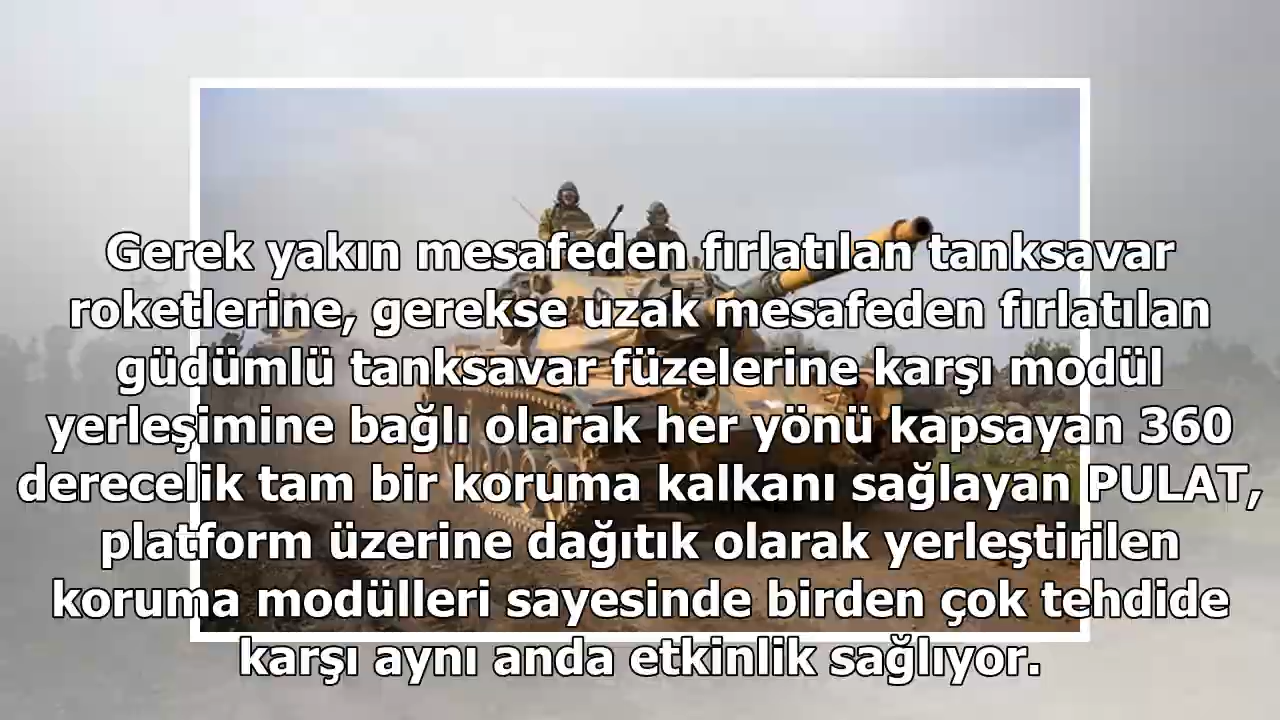 Gerek yakın mesafeden fırlatılan tanksavar
roketlerine, gerekse uzak mesafeden fırlatılan
güdümlü tanksavar füzelerine karşı modül
yerleşimine bağlı olarak her yönü kapsayan 360
derecelik tam bir koruma kalkanı sağlayan PULAT,
platform üzerine dağıtık olarak yerleştirilen
koruma modülleri sayesinde birden çok tehdide
karşı aynı anda etkinlik sağlıyor.